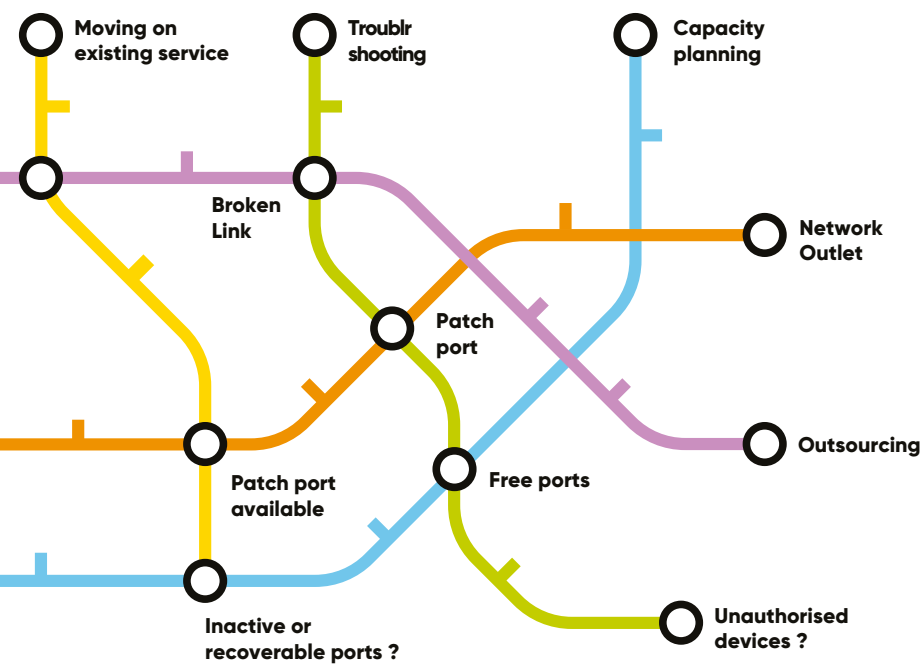 Moving on
existing service
Troublr
shooting
Capacity
planning
Broken
Link
Network
Outlet
Patch
port
Outsourcing
Patch port
available
Free ports
Inactive or
recoverable ports ?
Unauthorised
devices ?